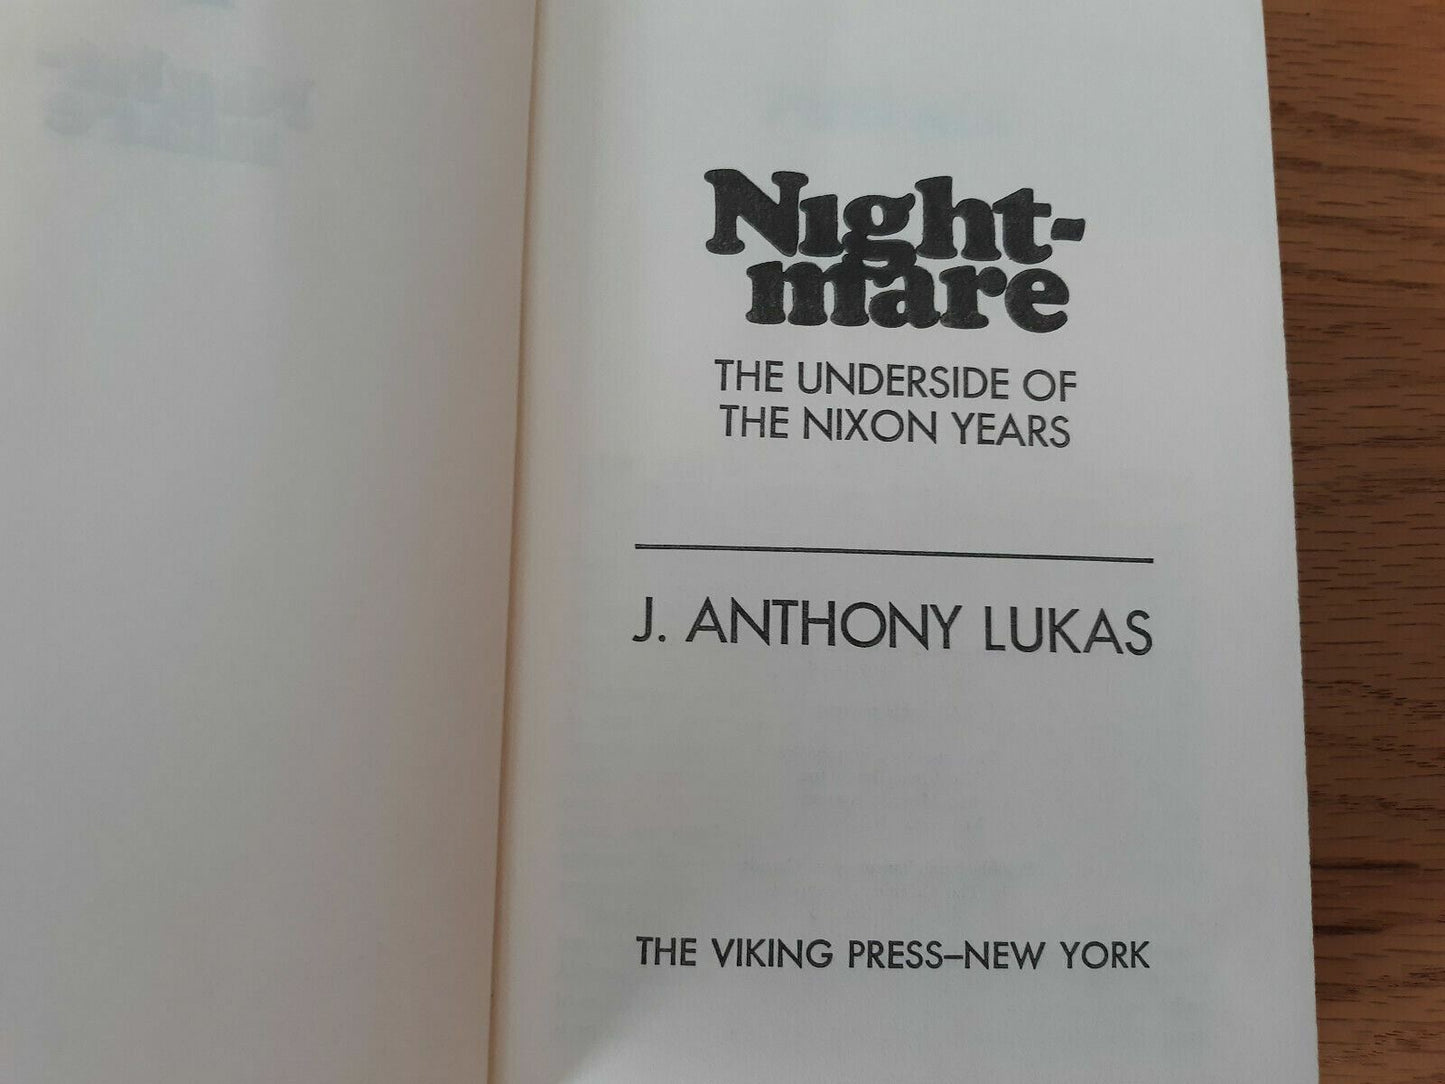 Night-
mare
THE UNDERSIDE OF
THE NIXON YEARS
J. ANTHONY LUKAS
THE VIKING PRESS–NEW YORK